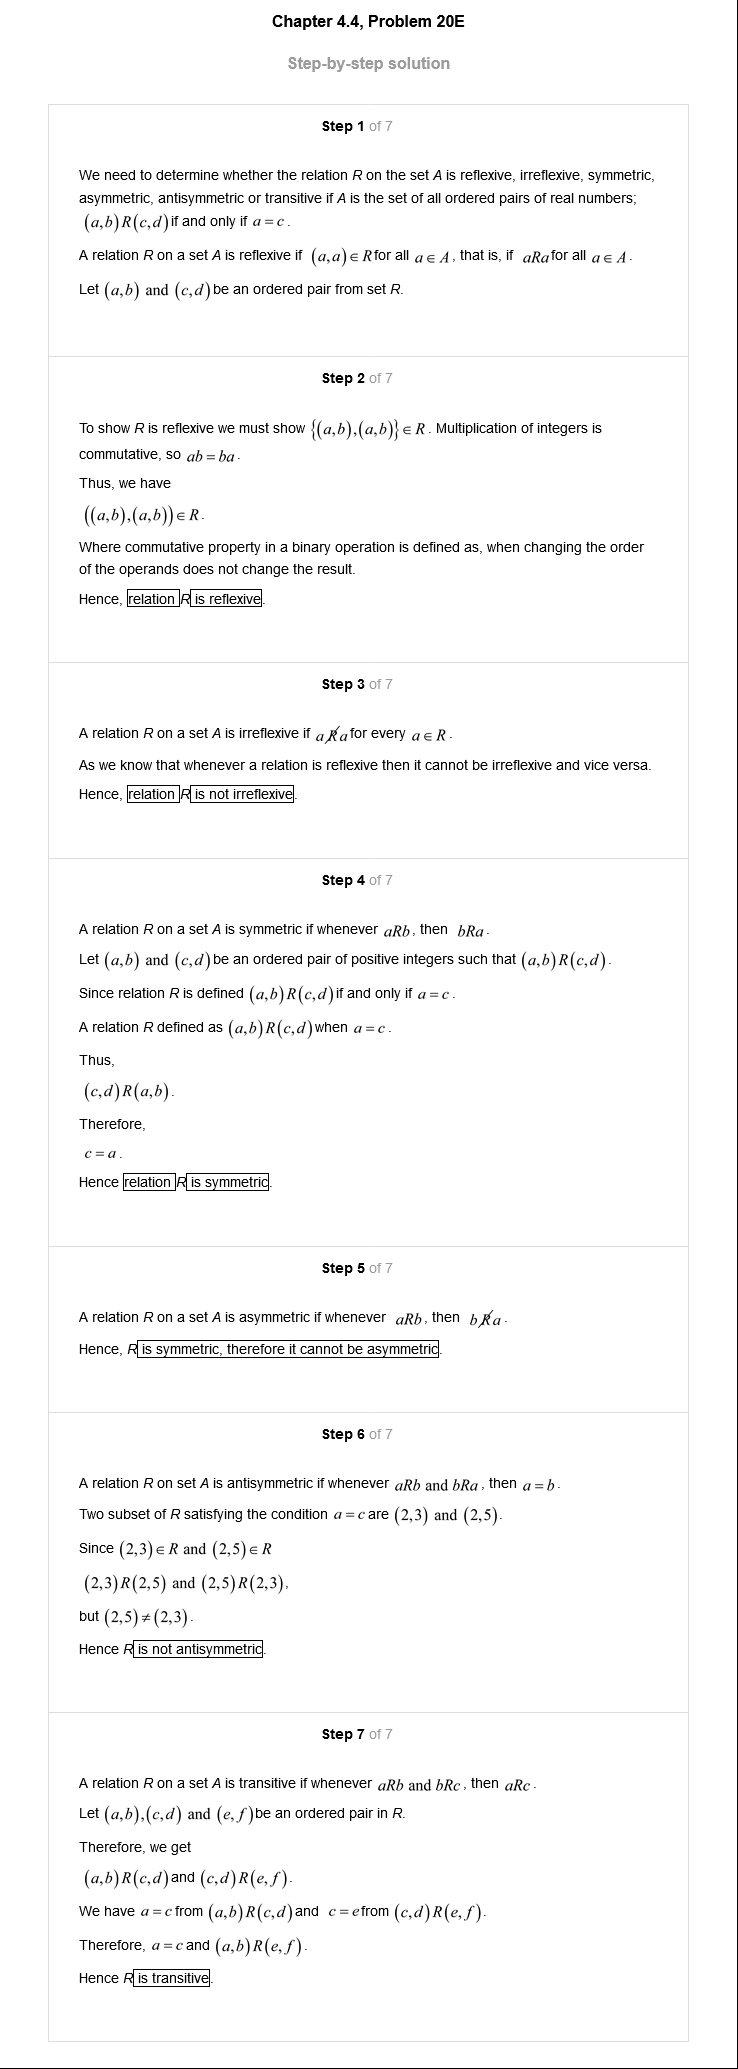 Chapter 4.4, Problem 20E
Step-by-step solution
Step 1 of 7
We need to determine whether the relation R on the set A is reflexive, irreflexive, symmetric,
asymmetric, antisymmetric or transitive if A is the set of all ordered pairs of real numbers;
(a,b)R(c,d) if and only if a = c.
A relation R on a set A is reflexive if (a,a) ∈ R for all a ∈ A, that is, if aRa for all a ∈ A.
Let (a,b) and (c,d) be an ordered pair from set R.
Step 2 of 7
To show R is reflexive we must show {(a,b),(a,b)} ∈ R. Multiplication of integers is
commutative, so ab = ba.
Thus, we have
((a,b),(a,b)) ∈ R.
Where commutative property in a binary operation is defined as, when changing the order
of the operands does not change the result.
Hence, relation R is reflexive.
Step 3 of 7
A relation R on a set A is irreflexive if a R̸ a for every a ∈ R.
As we know that whenever a relation is reflexive then it cannot be irreflexive and vice versa.
Hence, relation R is not irreflexive.
Step 4 of 7
A relation R on a set A is symmetric if whenever aRb, then bRa.
Let (a,b) and (c,d) be an ordered pair of positive integers such that (a,b)R(c,d).
Since relation R is defined (a,b)R(c,d) if and only if a = c.
A relation R defined as (a,b)R(c,d) when a = c.
Thus,
(c,d)R(a,b).
Therefore,
c = a.
Hence relation R is symmetric.
Step 5 of 7
A relation R on a set A is asymmetric if whenever aRb, then b R̸ a.
Hence, R is symmetric, therefore it cannot be asymmetric.
Step 6 of 7
A relation R on set A is antisymmetric if whenever aRb and bRa, then a = b.
Two subset of R satisfying the condition a = c are (2,3) and (2,5).
Since (2,3) ∈ R and (2,5) ∈ R
(2,3)R(2,5) and (2,5)R(2,3),
but (2,5) ≠ (2,3).
Hence R is not antisymmetric.
Step 7 of 7
A relation R on a set A is transitive if whenever aRb and bRc, then aRc.
Let (a,b),(c,d) and (e,f) be an ordered pair in R.
Therefore, we get
(a,b)R(c,d) and (c,d)R(e,f).
We have a = c from (a,b)R(c,d) and c = e from (c,d)R(e,f).
Therefore, a = c and (a,b)R(e,f).
Hence R is transitive.